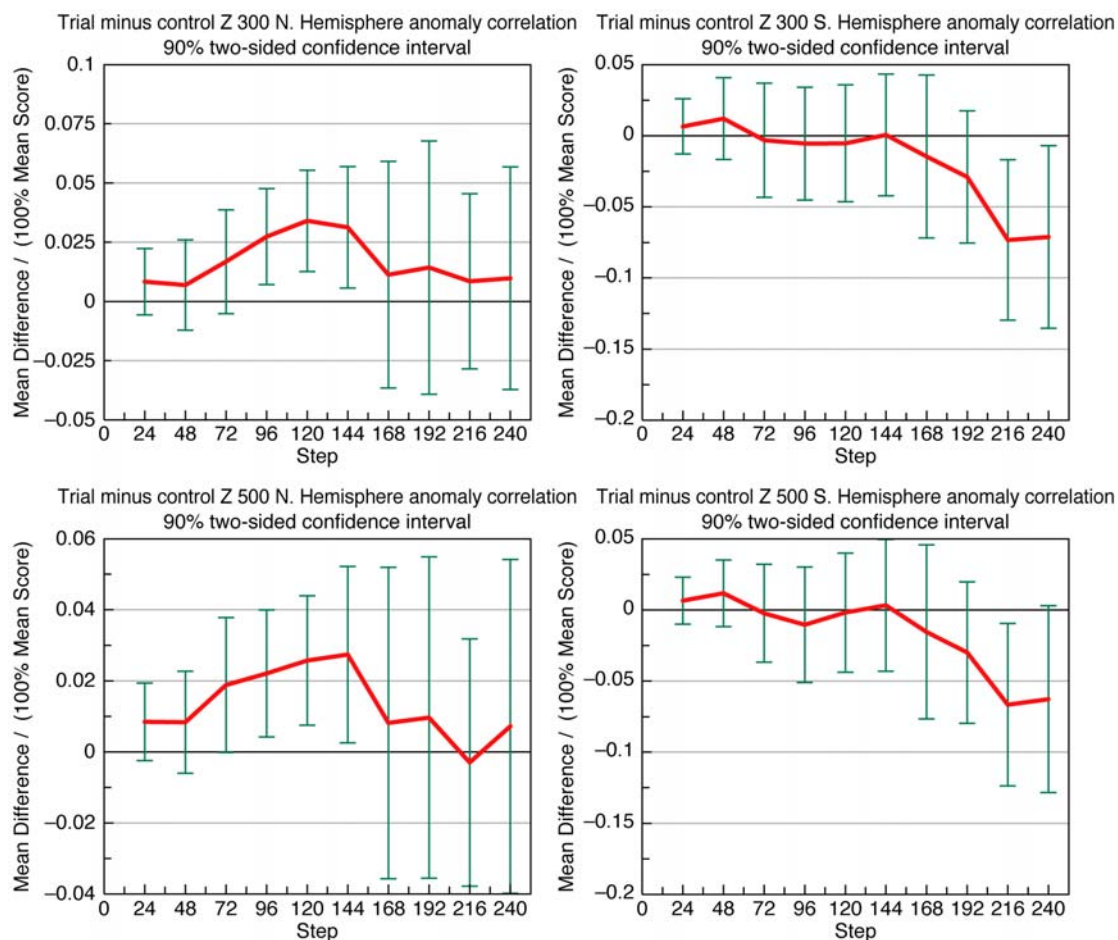 Trial minus control Z 300 N. Hemisphere anomaly correlation
90% two-sided confidence interval
Mean Difference / (100% Mean Score)
0.1
0.075
0.05
0.025
0
−0.025
−0.05
0 24 48 72 96 120 144 168 192 216 240
Step
Trial minus control Z 300 S. Hemisphere anomaly correlation
90% two-sided confidence interval
Mean Difference / (100% Mean Score)
0.05
0
−0.05
−0.1
−0.15
−0.2
0 24 48 72 96 120 144 168 192 216 240
Step
Trial minus control Z 500 N. Hemisphere anomaly correlation
90% two-sided confidence interval
Mean Difference / (100% Mean Score)
0.06
0.04
0.02
0
−0.02
−0.04
0 24 48 72 96 120 144 168 192 216 240
Step
Trial minus control Z 500 S. Hemisphere anomaly correlation
90% two-sided confidence interval
Mean Difference / (100% Mean Score)
0.05
0
−0.05
−0.1
−0.15
−0.2
0 24 48 72 96 120 144 168 192 216 240
Step